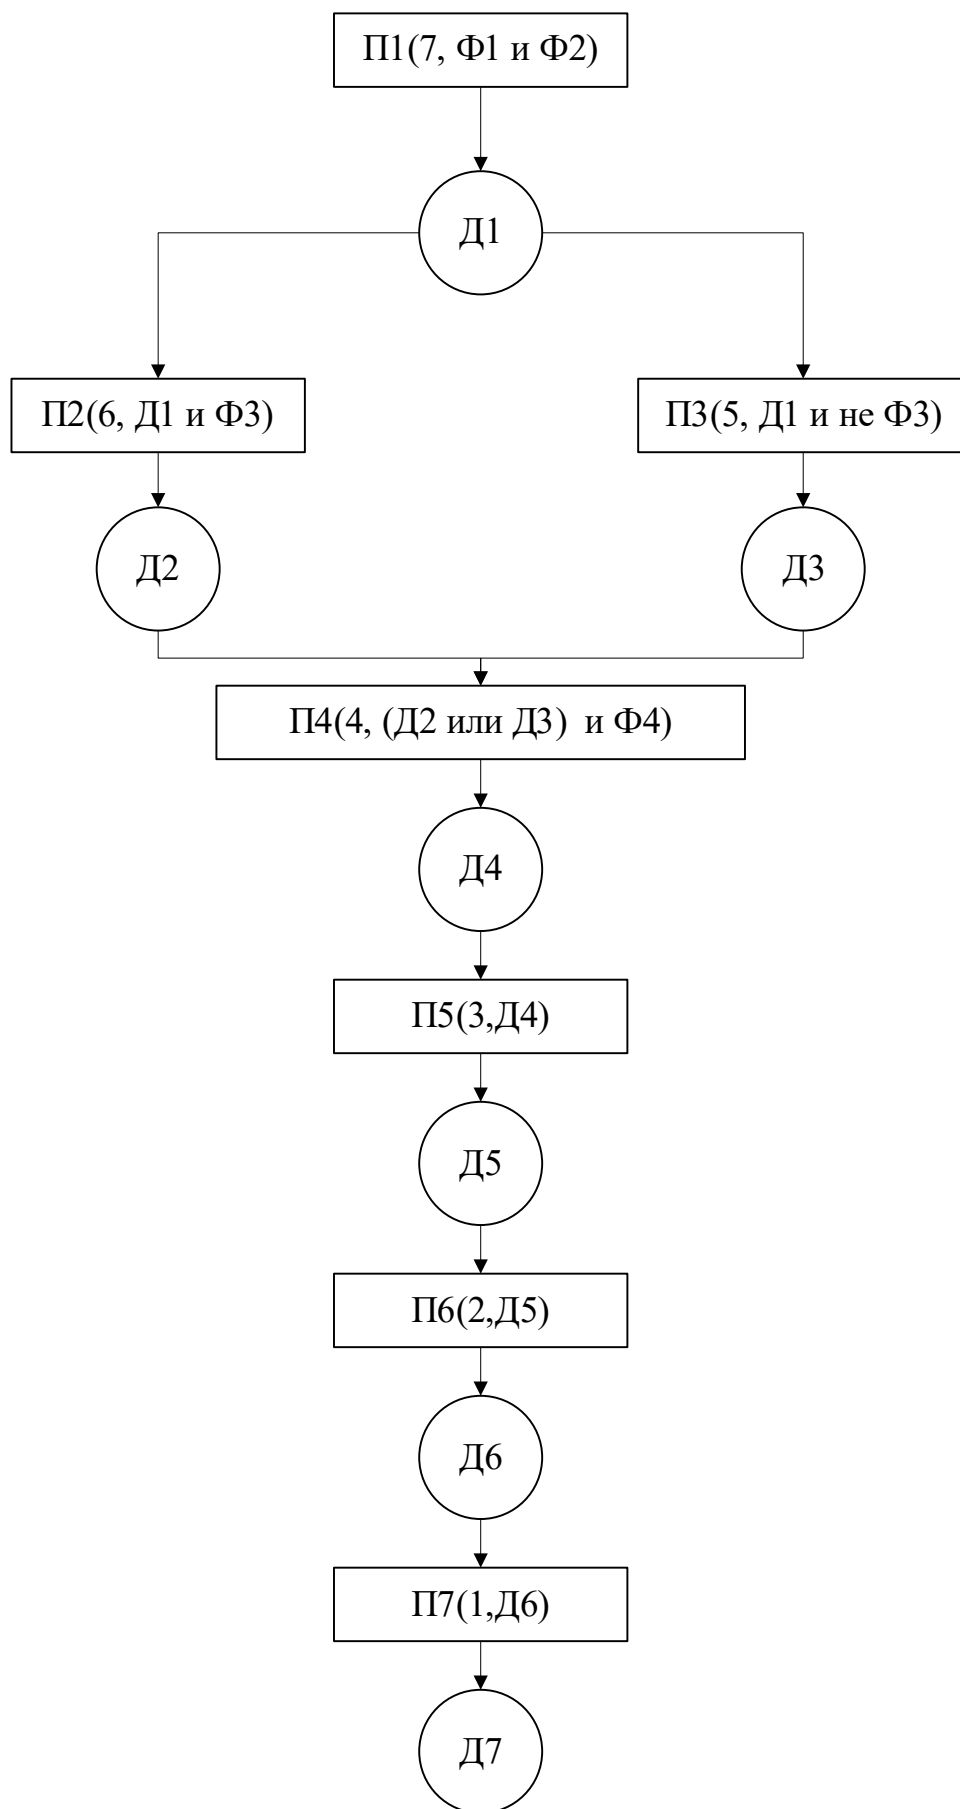 П1(7, Ф1 и Ф2)
Д1
П2(6, Д1 и Ф3)
П3(5, Д1 и не Ф3)
Д2
Д3
П4(4, (Д2 или Д3)  и Ф4)
Д4
П5(3,Д4)
Д5
П6(2,Д5)
Д6
П7(1,Д6)
Д7